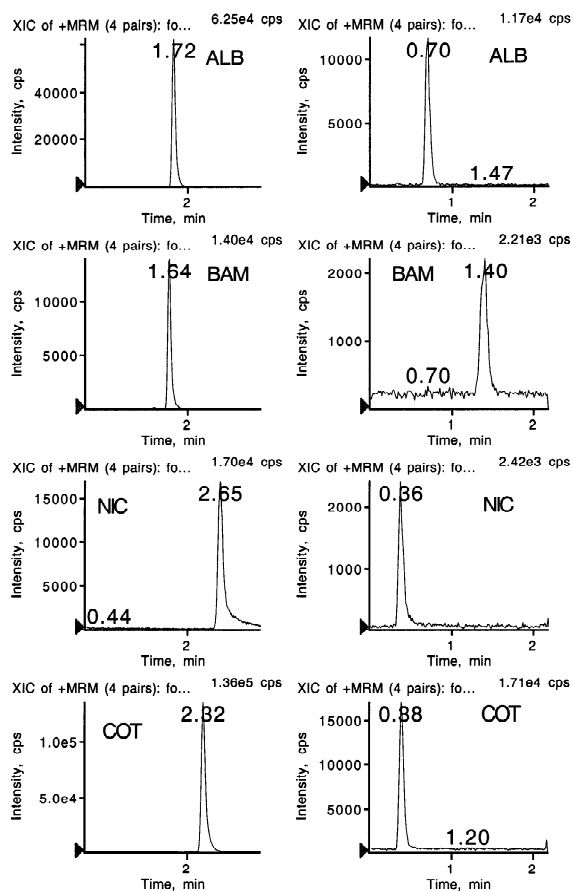 XIC of +MRM (4 pairs): fo... 6.25e4 cps
1.72 ALB
Intensity, cps
40000
20000
2
Time, min
XIC of +MRM (4 pairs): fo... 1.17e4 cps
0.70 ALB
Intensity, cps
10000
5000
1.47
1 2
Time, min
XIC of +MRM (4 pairs): fo... 1.40e4 cps
1.64 BAM
Intensity, cps
10000
5000
2
Time, min
XIC of +MRM (4 pairs): fo... 2.21e3 cps
BAM 1.40
Intensity, cps
2000
1000
0.70
1 2
Time, min
XIC of +MRM (4 pairs): fo... 1.70e4 cps
NIC 2.65
Intensity, cps
15000
10000
5000
0.44
2
Time, min
XIC of +MRM (4 pairs): fo... 2.42e3 cps
0.36 NIC
Intensity, cps
2000
1000
1 2
Time, min
XIC of +MRM (4 pairs): fo... 1.36e5 cps
COT 2.32
Intensity, cps
1.0e5
5.0e4
2
Time, min
XIC of +MRM (4 pairs): fo... 1.71e4 cps
0.38 COT
Intensity, cps
15000
10000
5000
1.20
1 2
Time, min